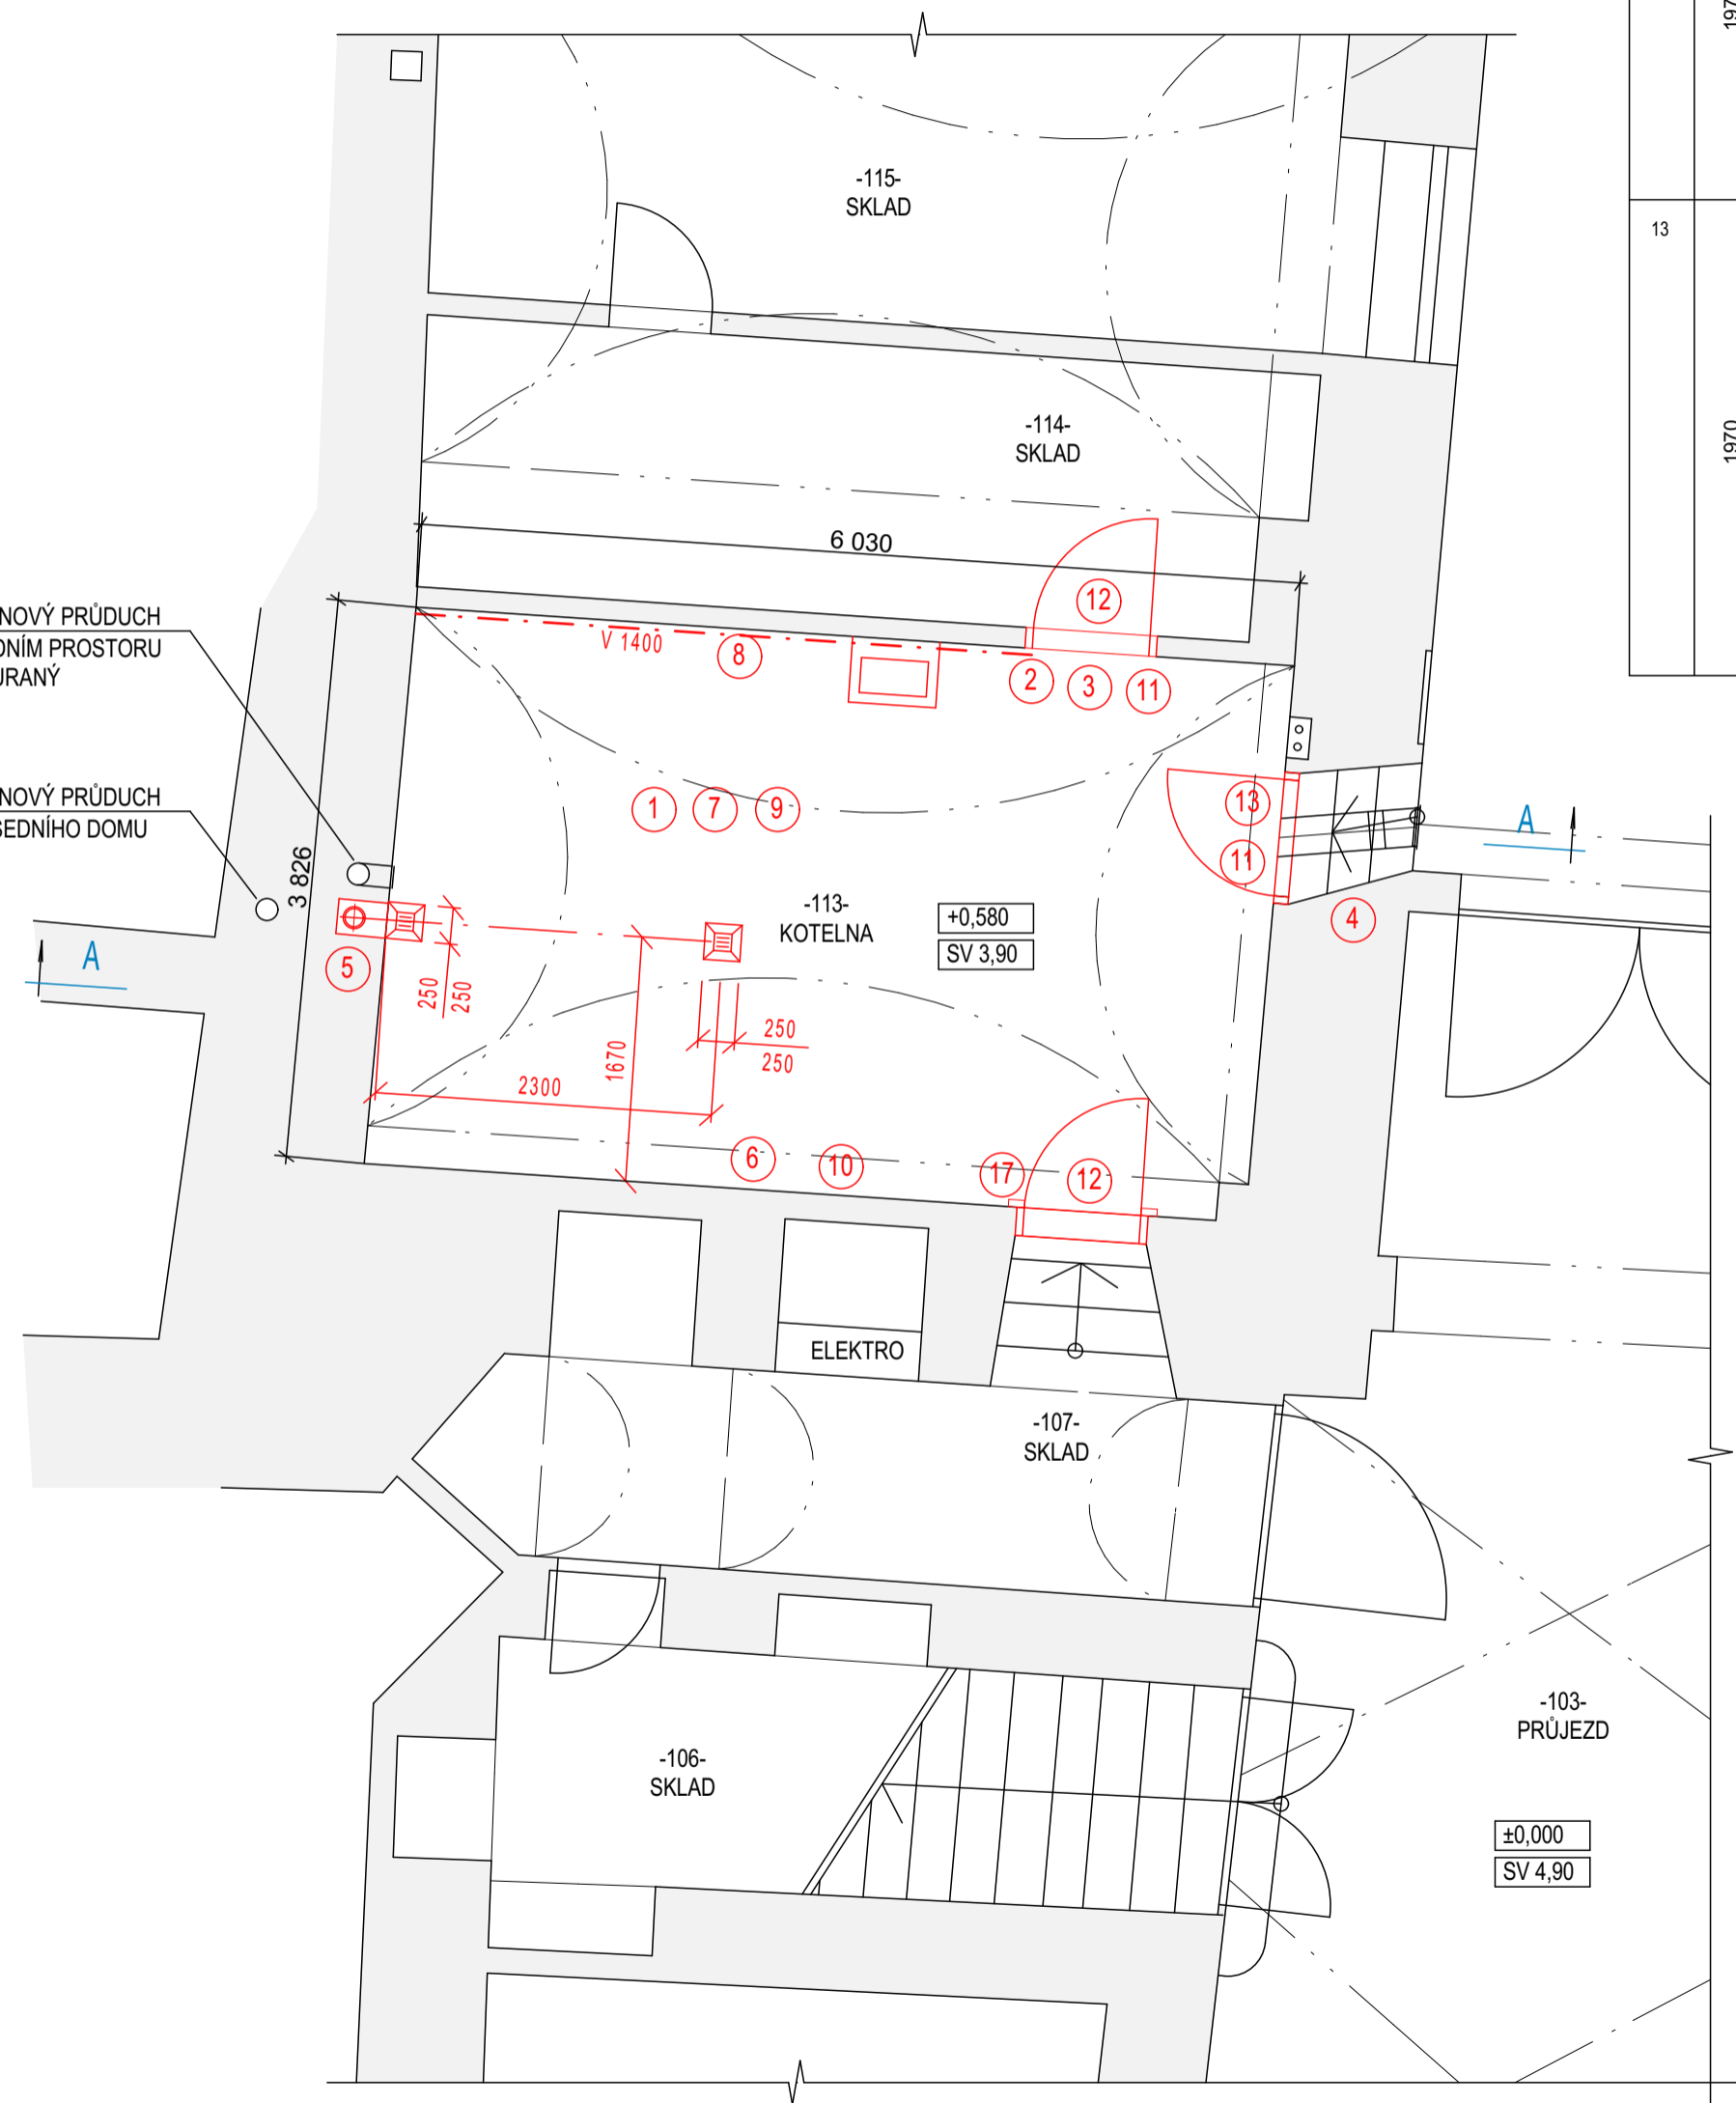 197
13
1970
-115-
SKLAD
-114-
SKLAD
6 030
12
NOVÝ PRŮDUCH
DNÍM PROSTORU
URANÝ
V 1400
8
2
3
11
NOVÝ PRŮDUCH
SEDNÍHO DOMU
1
7
9
13
11
A
3 826
-113-
KOTELNA
+0,580
SV 3,90
4
A
5
250
250
1670
250
250
2300
6
10
17
12
ELEKTRO
-107-
SKLAD
-103-
PRŮJEZD
-106-
SKLAD
±0,000
SV 4,90